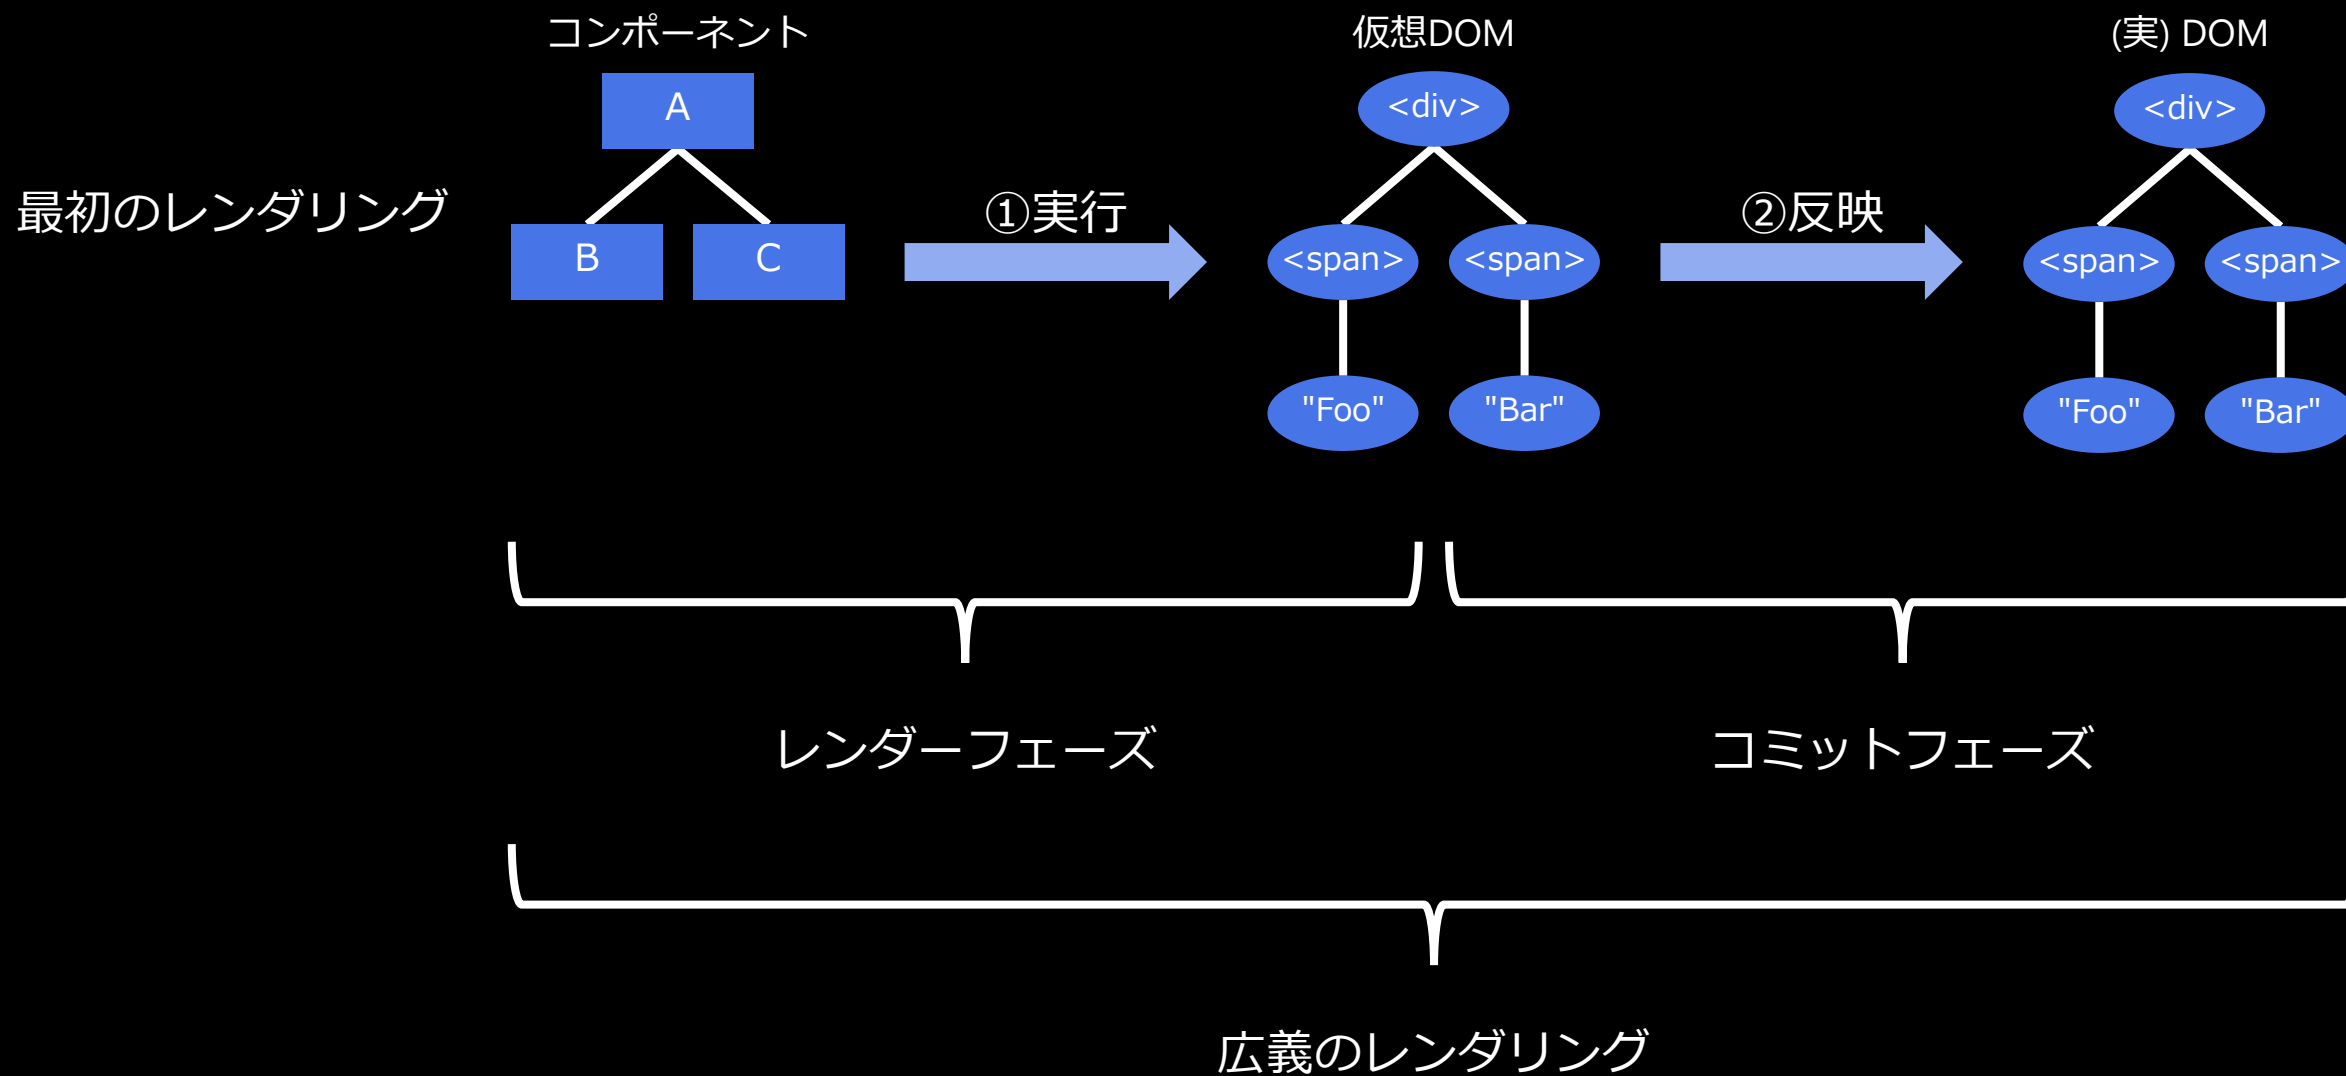 コンポーネント
仮想DOM
(実) DOM
A
<div>
<div>
最初のレンダリング
①実行
②反映
B
C
<span>
<span>
<span>
<span>
"Foo"
"Bar"
"Foo"
"Bar"
レンダーフェーズ
コミットフェーズ
広義のレンダリング